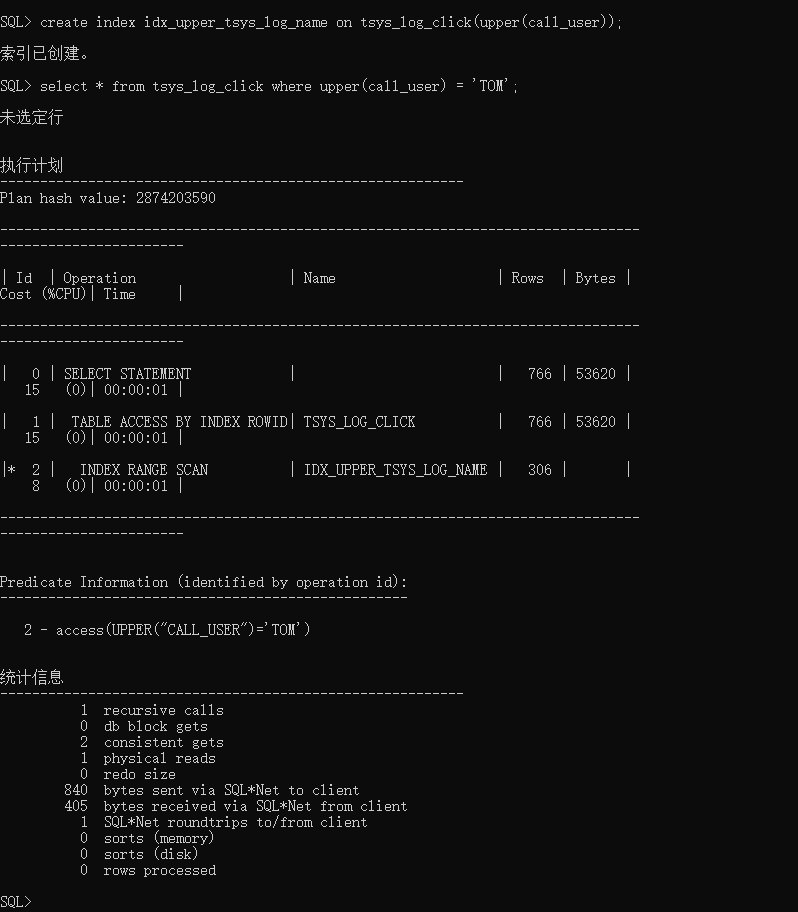 SQL> create index idx_upper_tsys_log_name on tsys_log_click(upper(call_user));
索引已创建。
SQL> select * from tsys_log_click where upper(call_user) = 'TOM';
未选定行
执行计划
----------------------------------------------------------
Plan hash value: 2874203590
--------------------------------------------------------------------------------
-----------------------
| Id  | Operation                   | Name                    | Rows  | Bytes |
Cost (%CPU)| Time     |
--------------------------------------------------------------------------------
-----------------------
|   0 | SELECT STATEMENT            |                         |   766 | 53620 |
   15   (0)| 00:00:01 |
|   1 |  TABLE ACCESS BY INDEX ROWID| TSYS_LOG_CLICK          |   766 | 53620 |
   15   (0)| 00:00:01 |
|*  2 |   INDEX RANGE SCAN          | IDX_UPPER_TSYS_LOG_NAME |   306 |       |
    8   (0)| 00:00:01 |
--------------------------------------------------------------------------------
-----------------------
Predicate Information (identified by operation id):
---------------------------------------------------
   2 - access(UPPER("CALL_USER")='TOM')
统计信息
----------------------------------------------------------
          1  recursive calls
          0  db block gets
          2  consistent gets
          1  physical reads
          0  redo size
        840  bytes sent via SQL*Net to client
        405  bytes received via SQL*Net from client
          1  SQL*Net roundtrips to/from client
          0  sorts (memory)
          0  sorts (disk)
          0  rows processed
SQL>